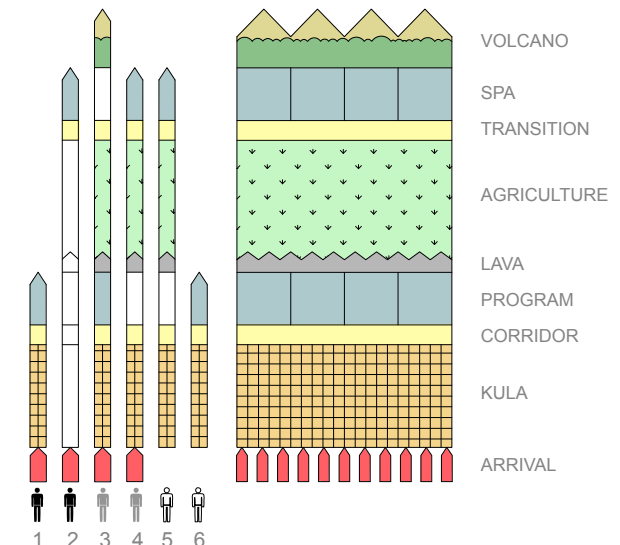 VOLCANO
SPA
TRANSITION
AGRICULTURE
LAVA
PROGRAM
CORRIDOR
KULA
ARRIVAL
1 2 3 4 5 6